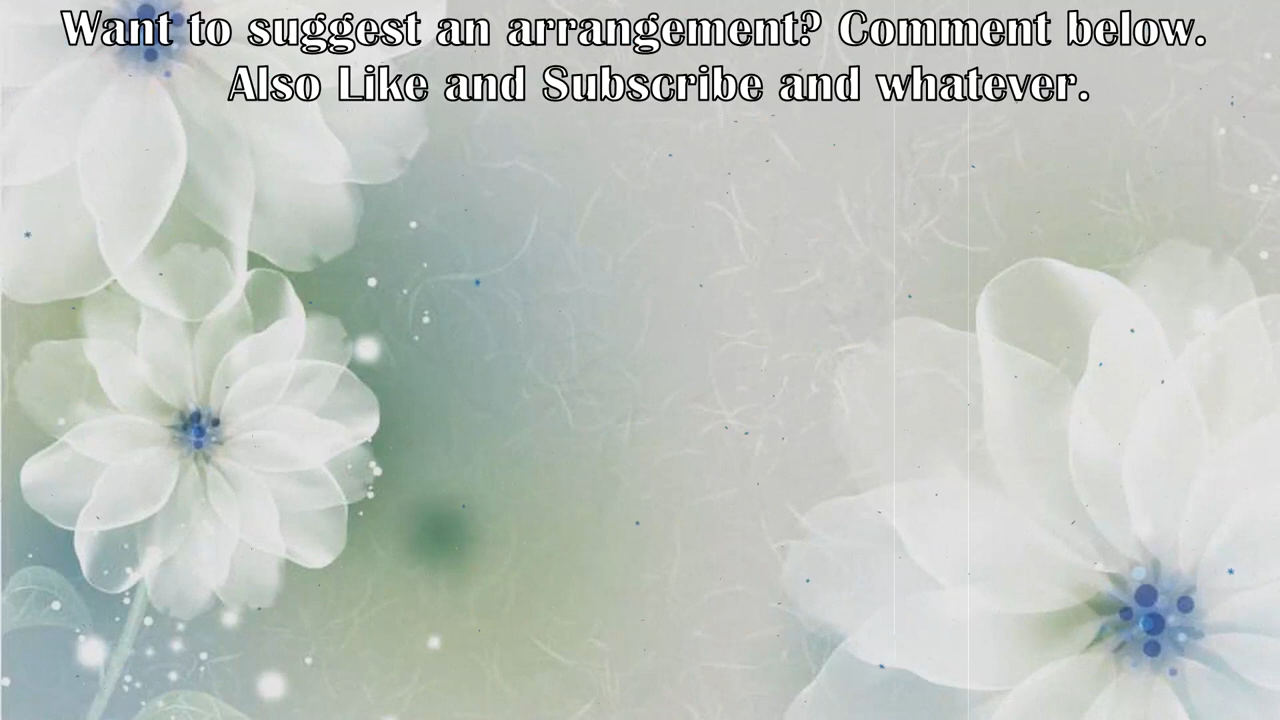 Want to suggest an arrangement? Comment below.
Also Like and Subscribe and whatever.